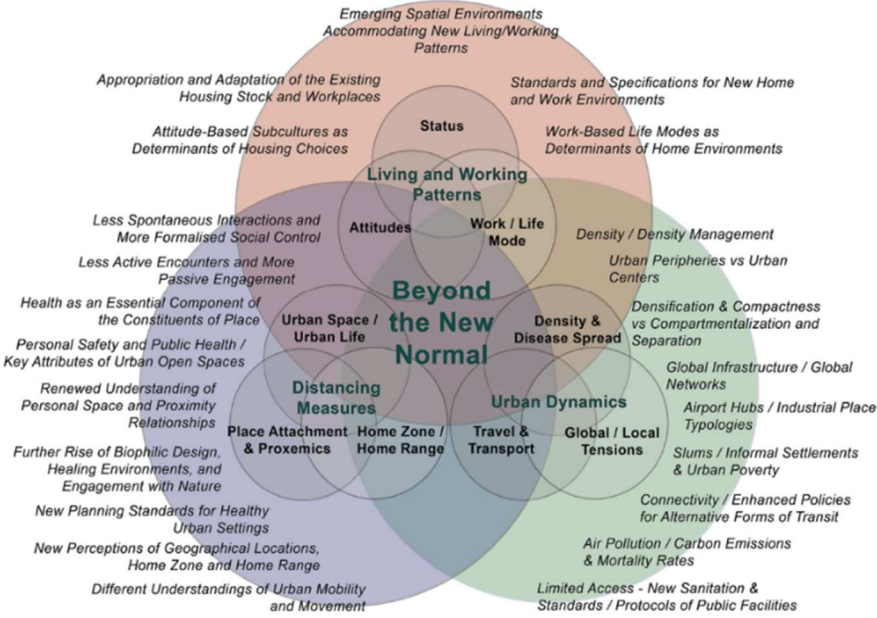 Emerging Spatial Environments
Accommodating New Living/Working
Patterns
Appropriation and Adaptation of the Existing
Housing Stock and Workplaces
Standards and Specifications for New Home
and Work Environments
Attitude-Based Subcultures as
Determinants of Housing Choices
Work-Based Life Modes as
Determinants of Home Environments
Status
Living and Working
Patterns
Attitudes
Work / Life
Mode
Less Spontaneous Interactions and
More Formalised Social Control
Less Active Encounters and More
Passive Engagement
Health as an Essential Component of
the Constituents of Place
Personal Safety and Public Health /
Key Attributes of Urban Open Spaces
Renewed Understanding of
Personal Space and Proximity
Relationships
Further Rise of Biophilic Design,
Healing Environments, and
Engagement with Nature
New Planning Standards for Healthy
Urban Settings
New Perceptions of Geographical Locations,
Home Zone and Home Range
Different Understandings of Urban Mobility
and Movement
Beyond
the New
Normal
Urban Space /
Urban Life
Distancing
Measures
Place Attachment
& Proxemics
Home Zone /
Home Range
Density &
Disease Spread
Urban Dynamics
Travel &
Transport
Global / Local
Tensions
Density / Density Management
Urban Peripheries vs Urban
Centers
Densification & Compactness
vs Compartmentalization and
Separation
Global Infrastructure / Global
Networks
Airport Hubs / Industrial Place
Typologies
Slums / Informal Settlements
& Urban Poverty
Connectivity / Enhanced Policies
for Alternative Forms of Transit
Air Pollution / Carbon Emissions
& Mortality Rates
Limited Access - New Sanitation &
Standards / Protocols of Public Facilities